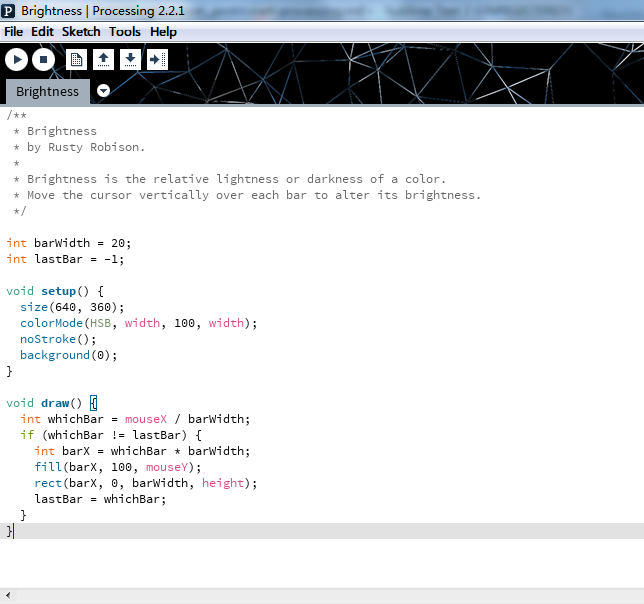 Brightness | Processing 2.2.1
File Edit Sketch Tools Help
Brightness
/**
 * Brightness
 * by Rusty Robison.
 *
 * Brightness is the relative lightness or darkness of a color.
 * Move the cursor vertically over each bar to alter its brightness.
 */
int barWidth = 20;
int lastBar = -1;
void setup() {
  size(640, 360);
  colorMode(HSB, width, 100, width);
  noStroke();
  background(0);
}
void draw() {
  int whichBar = mouseX / barWidth;
  if (whichBar != lastBar) {
    int barX = whichBar * barWidth;
    fill(barX, 100, mouseY);
    rect(barX, 0, barWidth, height);
    lastBar = whichBar;
  }
}